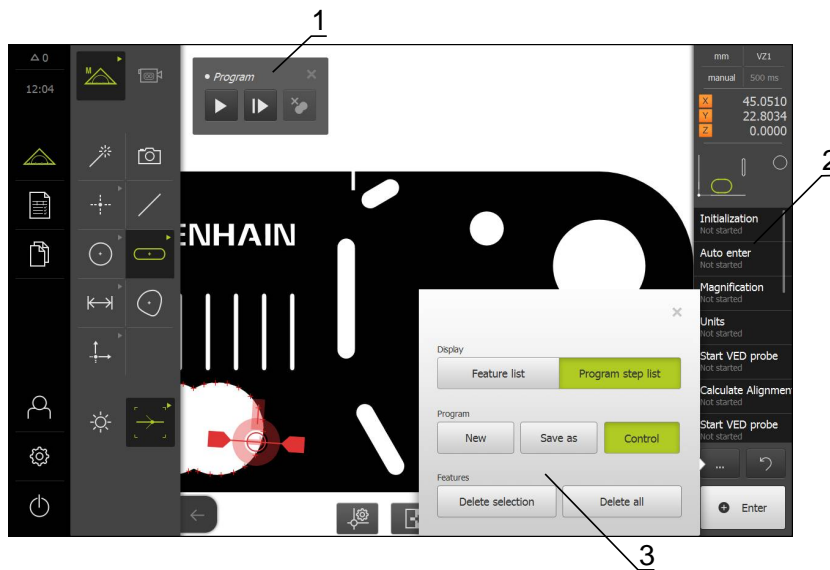 1
0
12:04
M
Program
mm VZ1
manual 500 ms
X 45.0510
Y 22.8034
Z 0.0000
2
ENHAIN
Initialization
Not started
Auto enter
Not started
Magnification
Not started
Units
Not started
Start VED probe
Not started
Calculate Alignmen
Not started
Start VED probe
Not started
Display
Feature list Program step list
Program
New Save as Control
Features
Delete selection Delete all
...
Enter
3